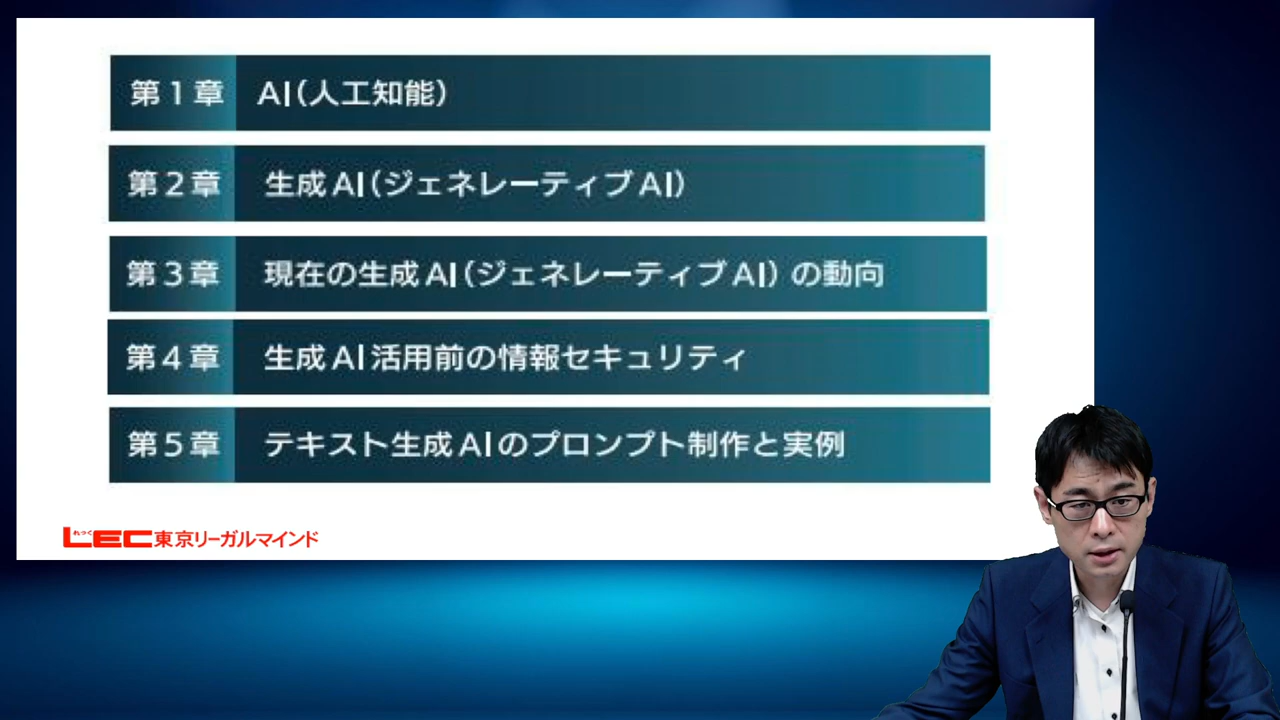 第1章 AI(人工知能)
第2章 生成AI(ジェネレーティブAI)
第3章 現在の生成AI(ジェネレーティブAI)の動向
第4章 生成AI活用前の情報セキュリティ
第5章 テキスト生成AIのプロンプト制作と実例
れっく
LEC東京リーガルマインド